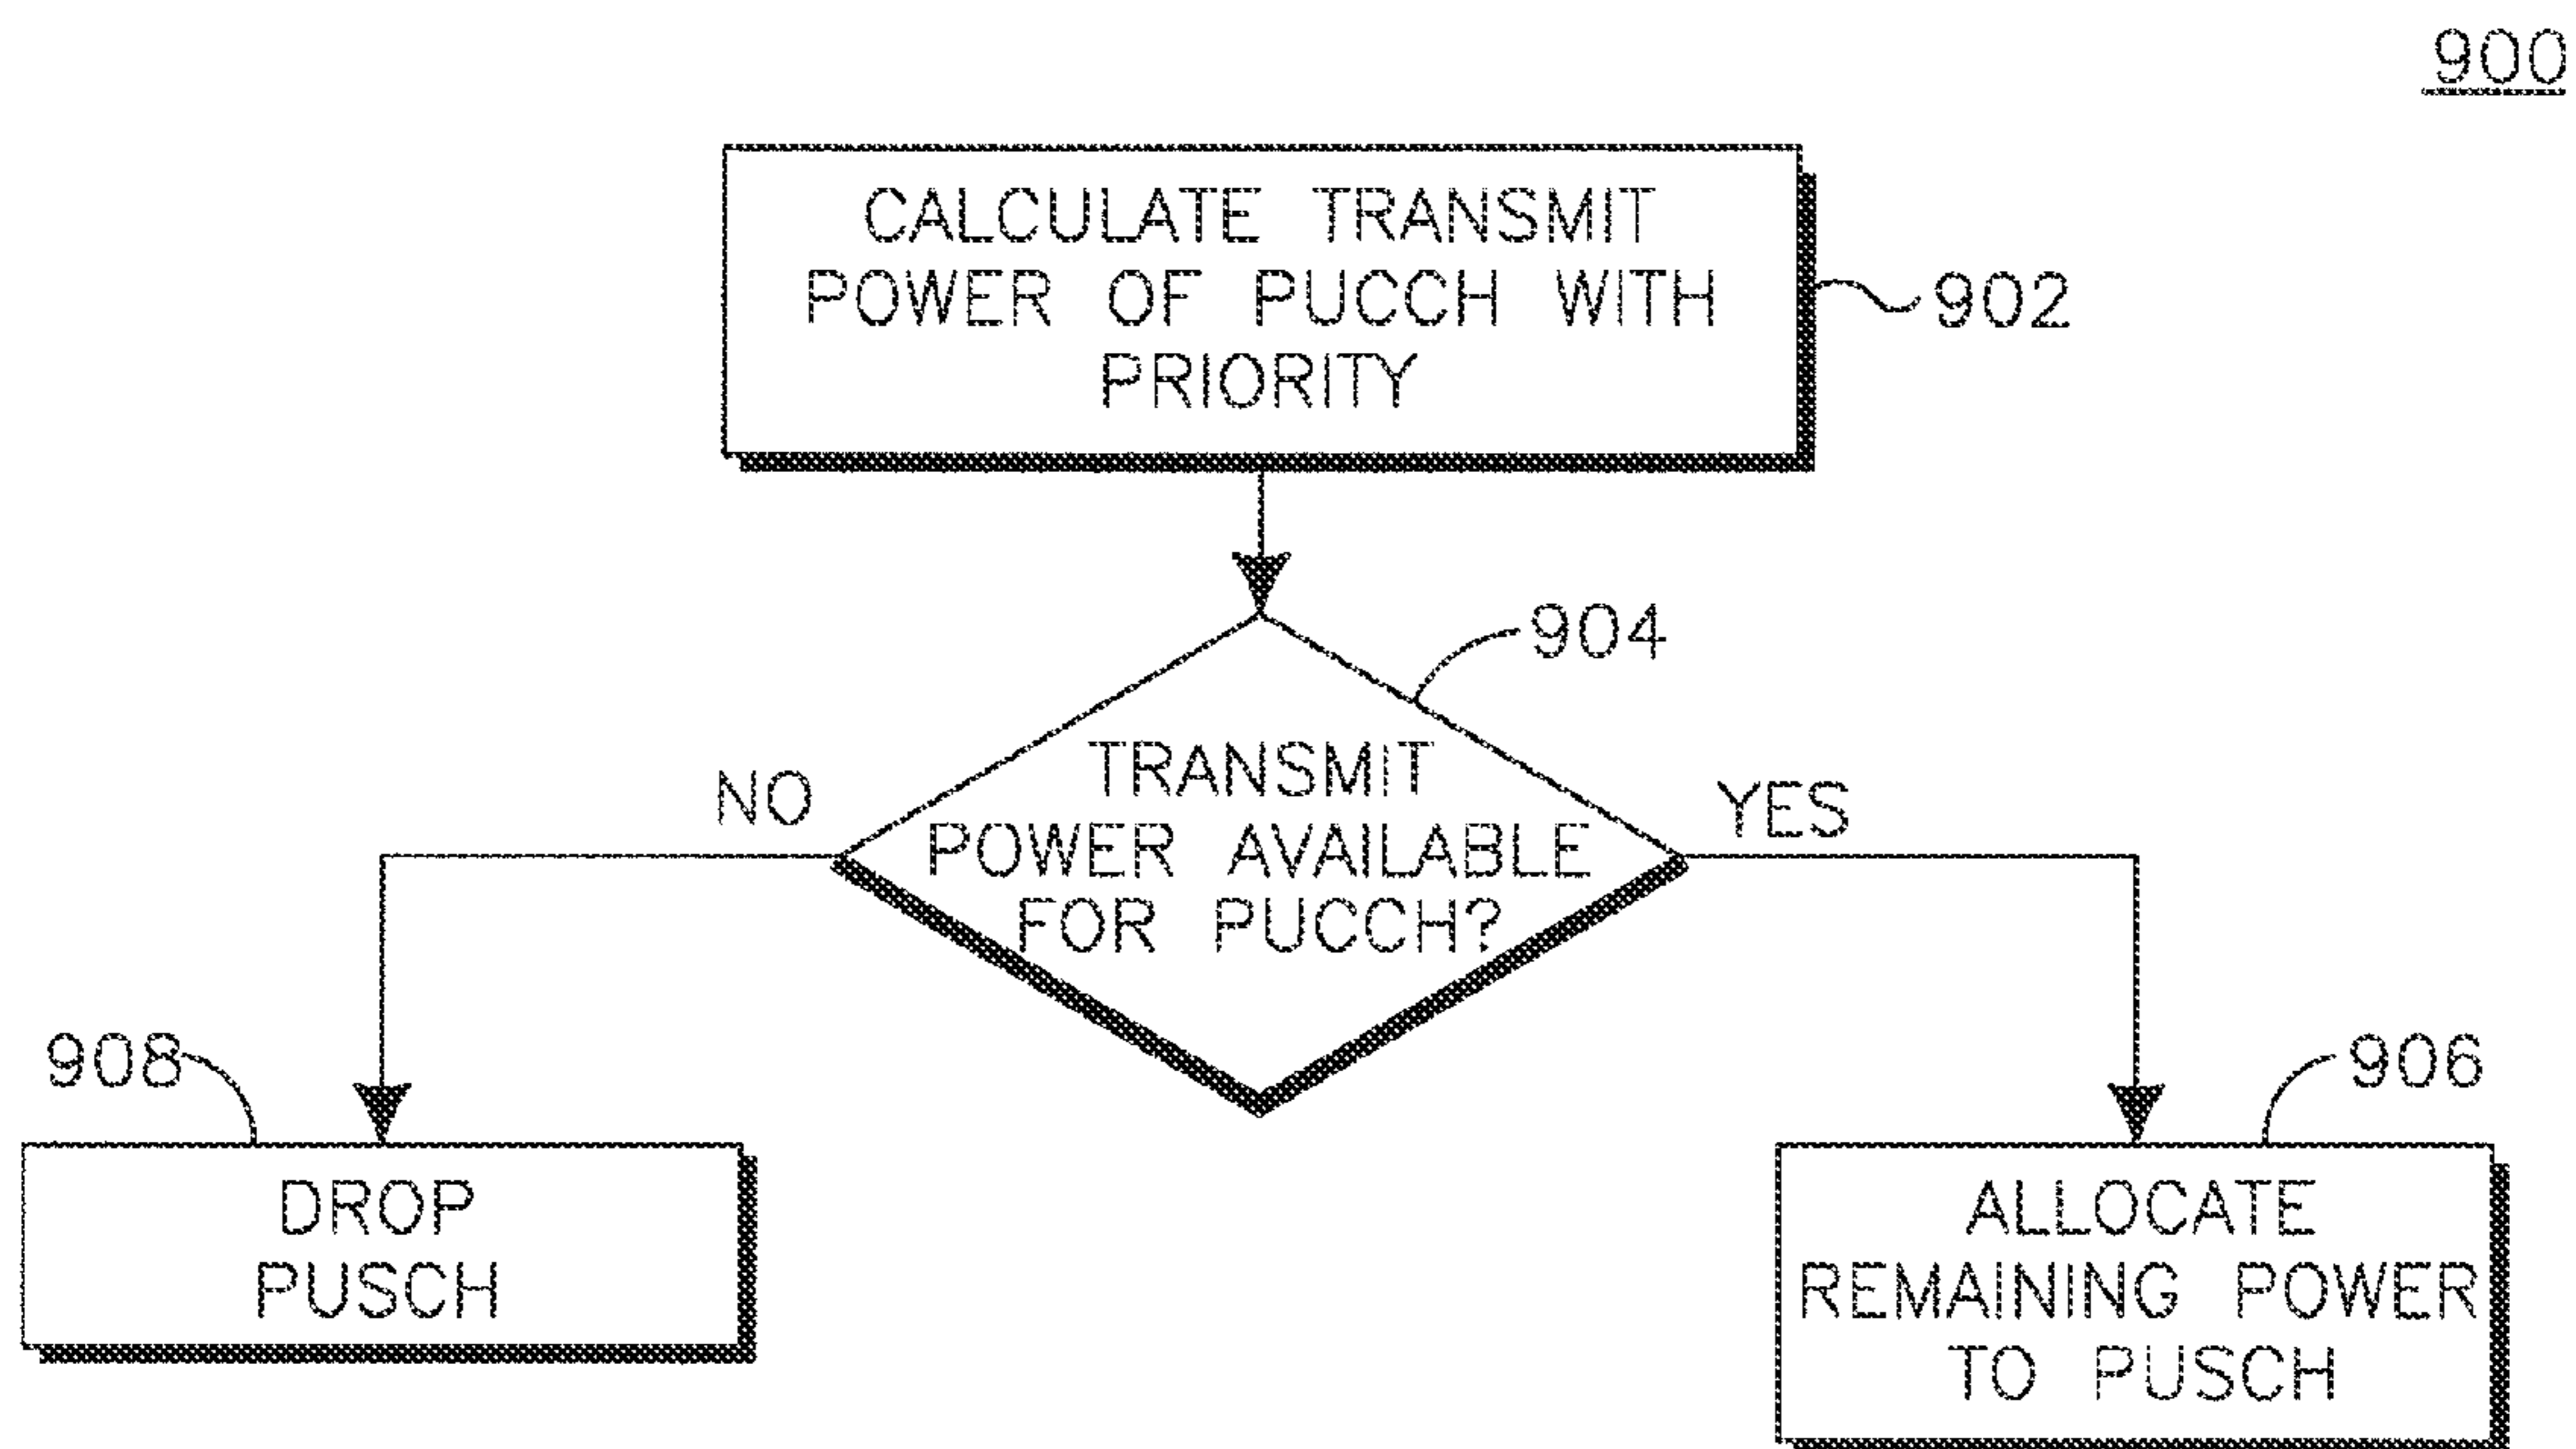 900
CALCULATE TRANSMIT
POWER OF PUCCH WITH
PRIORITY
902
904
TRANSMIT
POWER AVAILABLE
FOR PUCCH?
NO
YES
908
DROP
PUSCH
906
ALLOCATE
REMAINING POWER
TO PUSCH